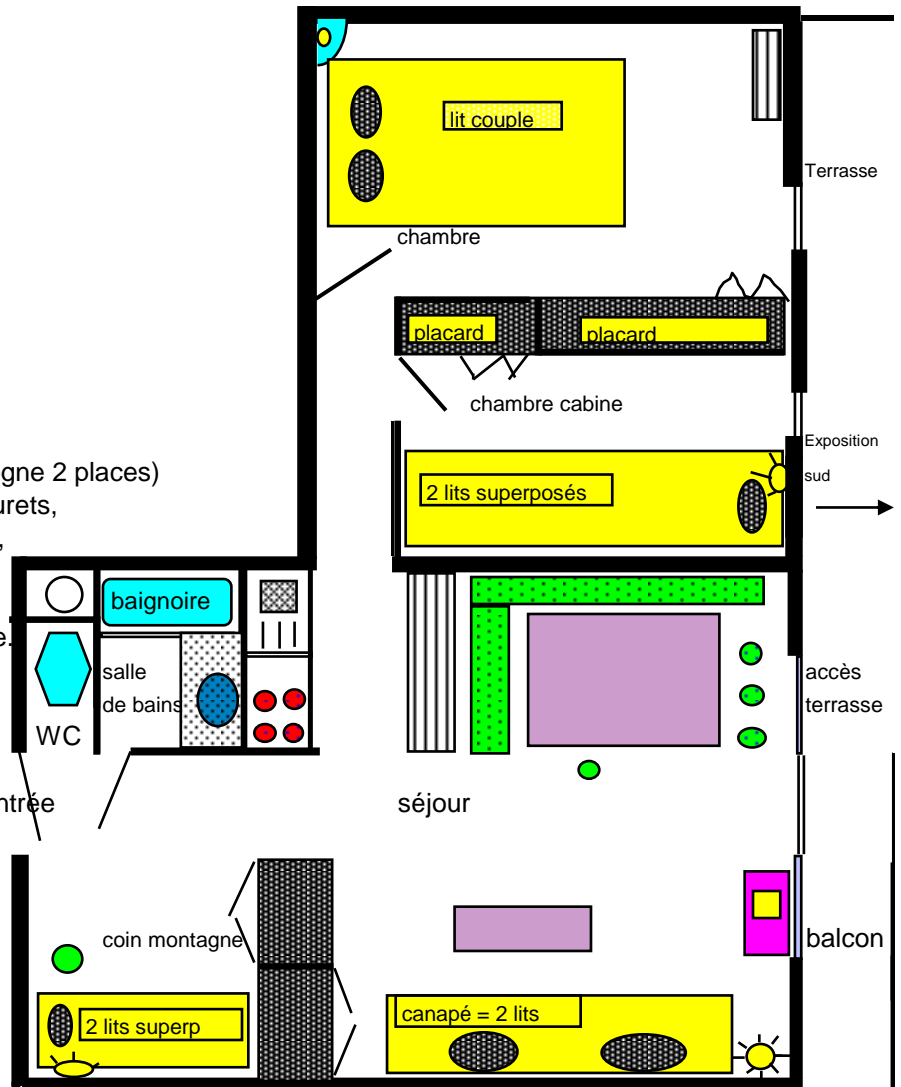 lit couple
Terrasse
chambre
placard
placard
chambre cabine
Exposition
sud
gne 2 places)
urets,
,
2 lits superposés
baignoire
e.
salle
de bains
WC
accès
terrasse
ntrée
séjour
coin montagne
balcon
2 lits superp
canapé = 2 lits